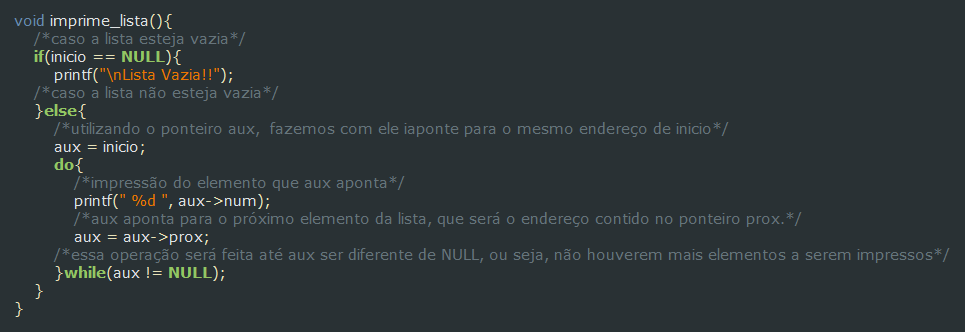 void imprime_lista(){
/*caso a lista esteja vazia*/
if(inicio == NULL){
printf("\nLista Vazia!!");
/*caso a lista não esteja vazia*/
}else{
/*utilizando o ponteiro aux,  fazemos com ele iaponte para o mesmo endereço de inicio*/
aux = inicio;
do{
/*impressão do elemento que aux aponta*/
printf(" %d ", aux->num);
/*aux aponta para o próximo elemento da lista, que será o endereço contido no ponteiro prox.*/
aux = aux->prox;
/*essa operação será feita até aux ser diferente de NULL, ou seja, não houverem mais elementos a serem impressos*/
}while(aux != NULL);
}
}